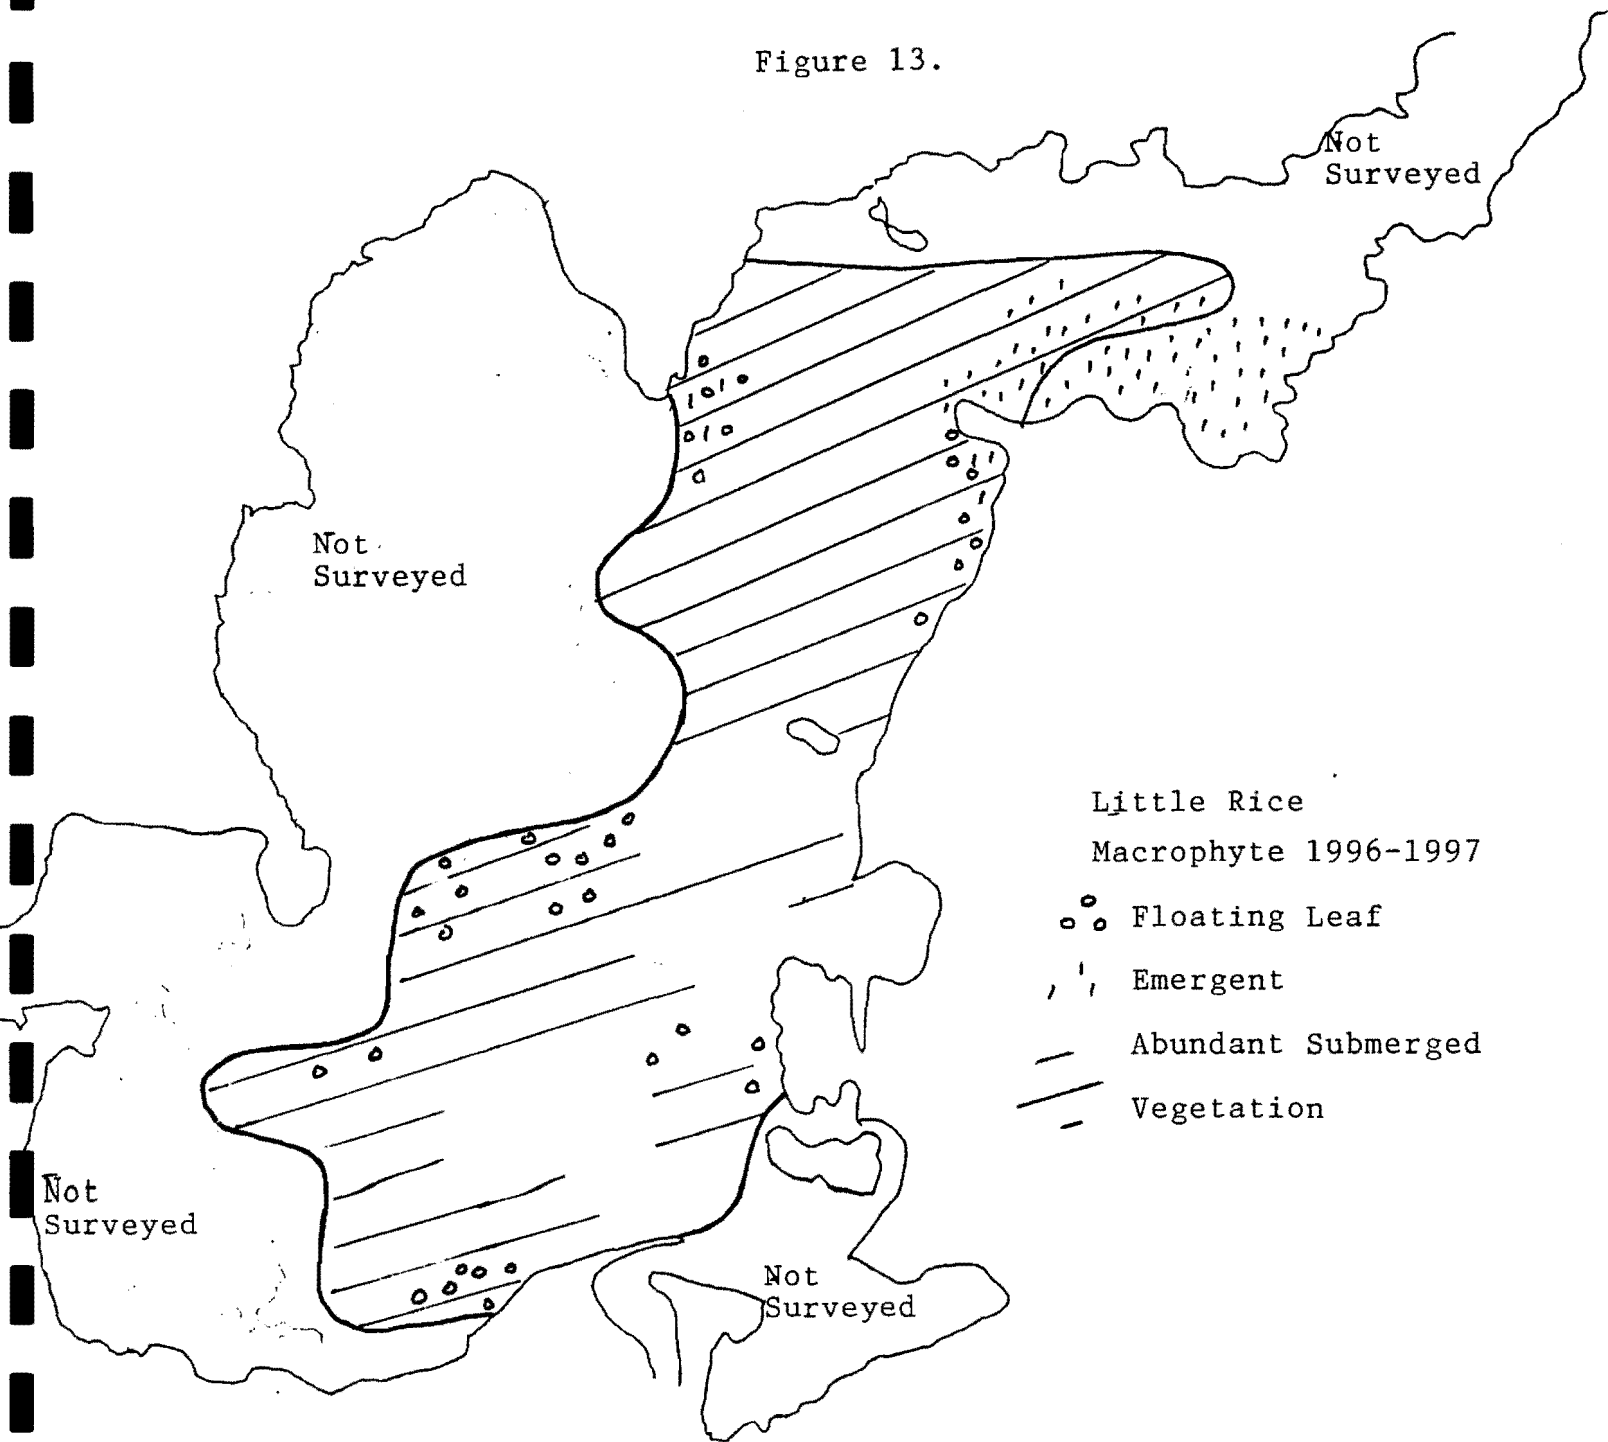 Figure 13.
Not
Surveyed
Not
Surveyed
Little Rice
Macrophyte 1996-1997
Floating Leaf
Emergent
Abundant Submerged
Vegetation
Not
Surveyed
Not
Surveyed